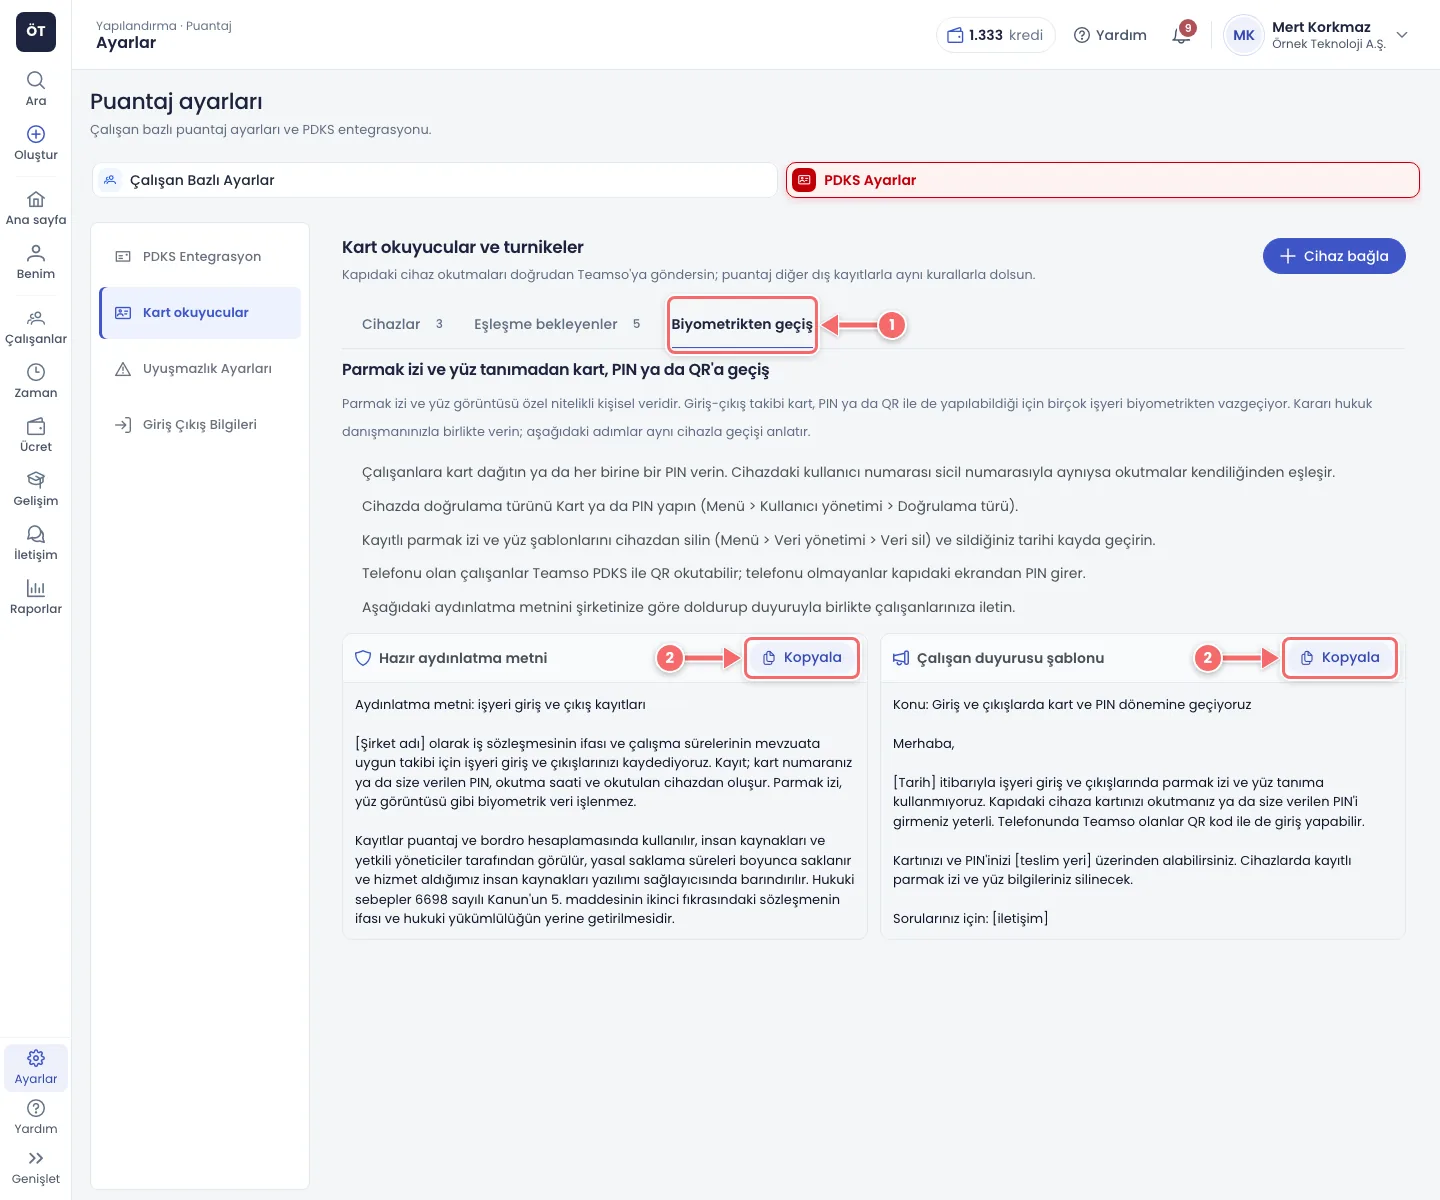 ÖT
Ara
Oluştur
Ana sayfa
Benim
Çalışanlar
Zaman
Ücret
Gelişim
İletişim
Raporlar
Ayarlar
Yardım
Genişlet
Yapılandırma · Puantaj
Ayarlar
1.333 kredi
Yardım
9
MK
Mert Korkmaz
Örnek Teknoloji A.Ş.
Puantaj ayarları
Çalışan bazlı puantaj ayarları ve PDKS entegrasyonu.
Çalışan Bazlı Ayarlar
PDKS Ayarlar
PDKS Entegrasyon
Kart okuyucular
Uyuşmazlık Ayarları
Giriş Çıkış Bilgileri
Kart okuyucular ve turnikeler
Kapıdaki cihaz okutmaları doğrudan Teamso'ya göndersin; puantaj diğer dış kayıtlarla aynı kurallarla dolsun.
Cihaz bağla
Cihazlar 3
Eşleşme bekleyenler 5
Biyometrikten geçiş
1
Parmak izi ve yüz tanımadan kart, PIN ya da QR'a geçiş
Parmak izi ve yüz görüntüsü özel nitelikli kişisel veridir. Giriş-çıkış takibi kart, PIN ya da QR ile de yapılabildiği için birçok işyeri biyometrikten vazgeçiyor. Kararı hukuk
danışmanınızla birlikte verin; aşağıdaki adımlar aynı cihazla geçişi anlatır.
Çalışanlara kart dağıtın ya da her birine bir PIN verin. Cihazdaki kullanıcı numarası sicil numarasıyla aynıysa okutmalar kendiliğinden eşleşir.
Cihazda doğrulama türünü Kart ya da PIN yapın (Menü > Kullanıcı yönetimi > Doğrulama türü).
Kayıtlı parmak izi ve yüz şablonlarını cihazdan silin (Menü > Veri yönetimi > Veri sil) ve sildiğiniz tarihi kayda geçirin.
Telefonu olan çalışanlar Teamso PDKS ile QR okutabilir; telefonu olmayanlar kapıdaki ekrandan PIN girer.
Aşağıdaki aydınlatma metnini şirketinize göre doldurup duyuruyla birlikte çalışanlarınıza iletin.
Hazır aydınlatma metni
2
Kopyala
Aydınlatma metni: işyeri giriş ve çıkış kayıtları
[Şirket adı] olarak iş sözleşmesinin ifası ve çalışma sürelerinin mevzuata
uygun takibi için işyeri giriş ve çıkışlarınızı kaydediyoruz. Kayıt; kart numaranız
ya da size verilen PIN, okutma saati ve okutulan cihazdan oluşur. Parmak izi,
yüz görüntüsü gibi biyometrik veri işlenmez.
Kayıtlar puantaj ve bordro hesaplamasında kullanılır, insan kaynakları ve
yetkili yöneticiler tarafından görülür, yasal saklama süreleri boyunca saklanır
ve hizmet aldığımız insan kaynakları yazılımı sağlayıcısında barındırılır. Hukuki
sebepler 6698 sayılı Kanun'un 5. maddesinin ikinci fıkrasındaki sözleşmenin
ifası ve hukuki yükümlülüğün yerine getirilmesidir.
Çalışan duyurusu şablonu
2
Kopyala
Konu: Giriş ve çıkışlarda kart ve PIN dönemine geçiyoruz
Merhaba,
[Tarih] itibarıyla işyeri giriş ve çıkışlarında parmak izi ve yüz tanıma
kullanmıyoruz. Kapıdaki cihaza kartınızı okutmanız ya da size verilen PIN'i
girmeniz yeterli. Telefonunda Teamso olanlar QR kod ile de giriş yapabilir.
Kartınızı ve PIN'inizi [teslim yeri] üzerinden alabilirsiniz. Cihazlarda kayıtlı
parmak izi ve yüz bilgileriniz silinecek.
Sorularınız için: [iletişim]